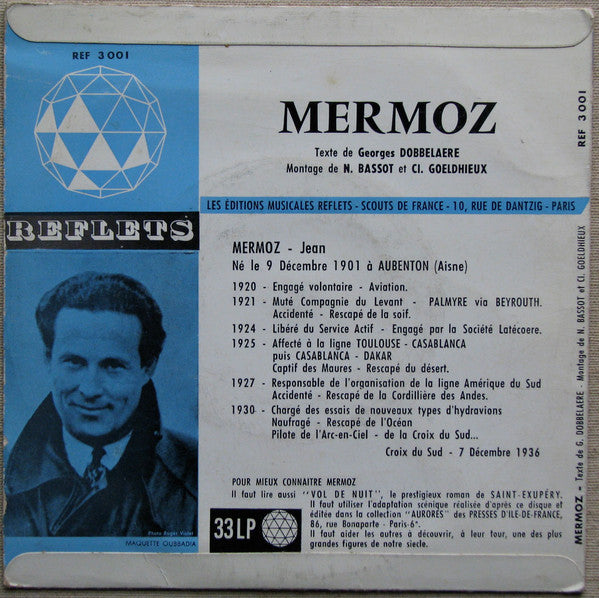 REF 3001
REFLETS
Photo Roger Violet
MAQUETTE OUBBADIA
MERMOZ
Texte de Georges DOBBELAERE
Montage de N. BASSOT et Cl. GOELDHIEUX
LES ÉDITIONS MUSICALES REFLETS - SCOUTS DE FRANCE - 10, RUE DE DANTZIG - PARIS
MERMOZ - Jean
Né le 9 Décembre 1901 à AUBENTON (Aisne)
1920 - Engagé volontaire - Aviation.
1921 - Muté Compagnie du Levant - PALMYRE via BEYROUTH.
Accidenté - Rescapé de la soif.
1924 - Libéré du Service Actif - Engagé par la Société Latécoere.
1925 - Affecté à la ligne TOULOUSE - CASABLANCA
puis CASABLANCA - DAKAR
Captif des Maures - Rescapé du désert.
1927 - Responsable de l'organisation de la ligne Amérique du Sud
Accidenté - Rescapé de la Cordillière des Andes.
1930 - Chargé des essais de nouveaux types d'hydravions
Naufragé - Rescapé de l'Océan
Pilote de l'Arc-en-Ciel - de la Croix du Sud...
Croix du Sud - 7 Décembre 1936
POUR MIEUX CONNAITRE MERMOZ
Il faut lire aussi "VOL DE NUIT", le prestigieux roman de SAINT-EXUPÉRY.
Il faut utiliser l'adaptation scénique réalisée d'après ce disque et
éditée dans la collection "AURORES" des PRESSES D'ILE-DE-FRANCE,
86, rue Bonaparte - Paris-6ᵉ.
Il faut aider les autres à découvrir, à leur tour, une des plus
grandes figures de notre siecle.
33 LP
REF 3001
MERMOZ - Texte de G. DOBBELAERE - Montage de N. BASSOT et Cl. GOELDHIEUX